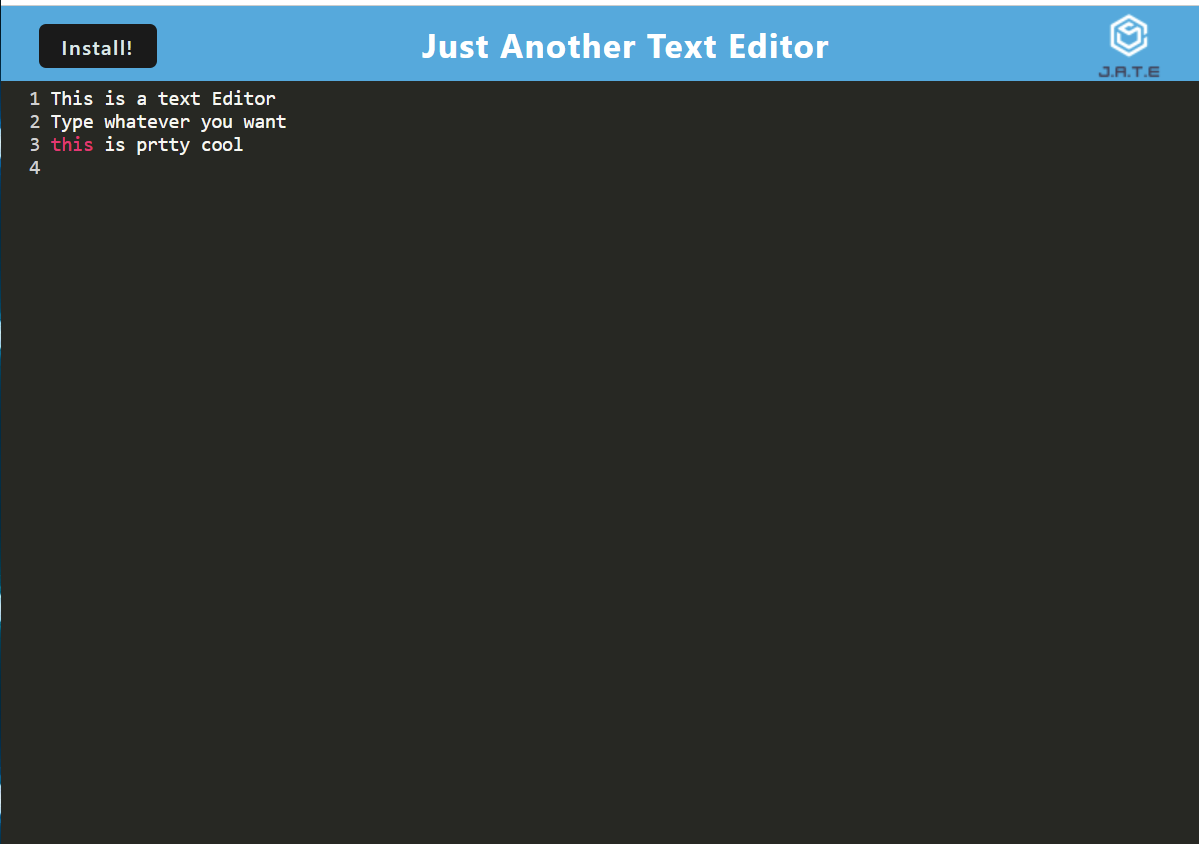 Install!
Just Another Text Editor
J.A.T.E
1 This is a text Editor
2 Type whatever you want
3 this is prtty cool
4